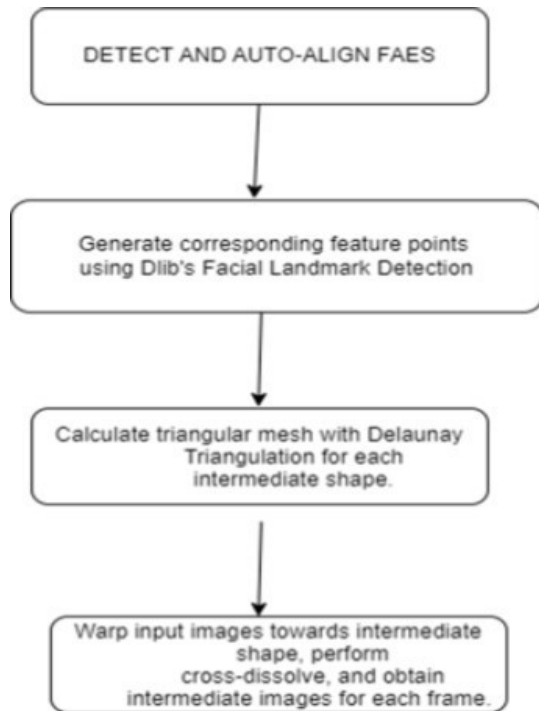 DETECT AND AUTO-ALIGN FAES
Generate corresponding feature points
using Dlib's Facial Landmark Detection
Calculate triangular mesh with Delaunay
Triangulation for each
intermediate shape.
Warp input images towards intermediate
shape, perform
cross-dissolve, and obtain
intermediate images for each frame.